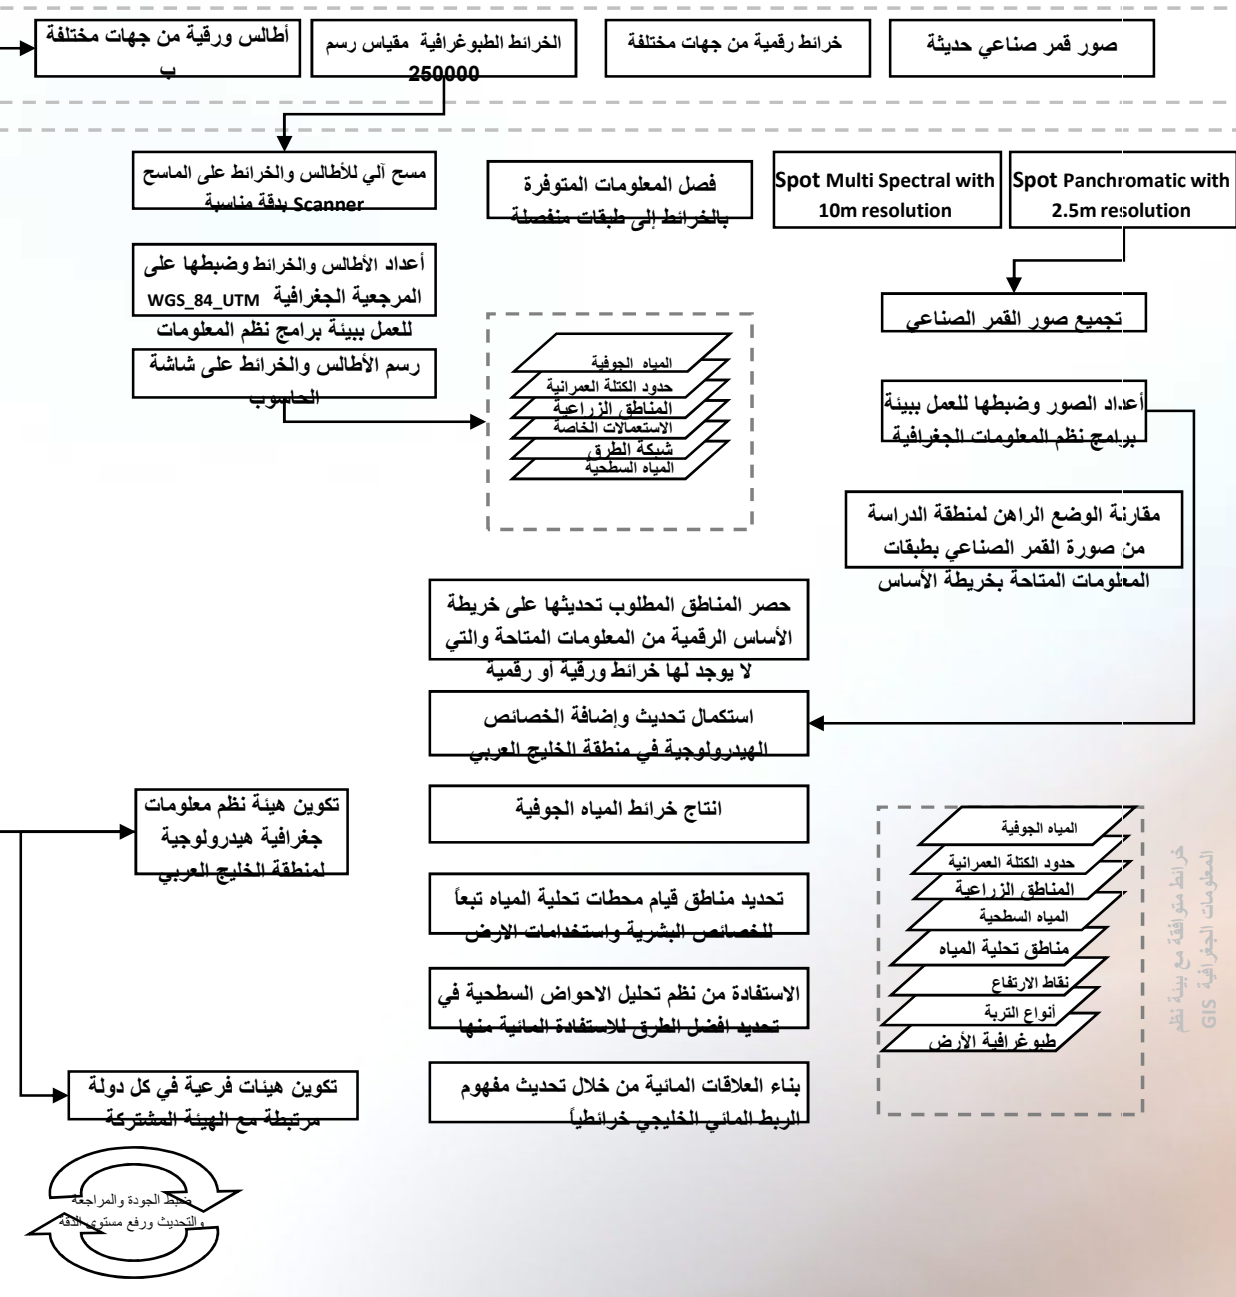 صور قمر صناعي حديثة
خرائط رقمية من جهات مختلفة
الخرائط الطبوغرافية مقياس رسم
250000
أطالس ورقية من جهات مختلفة
ب
Spot Panchromatic with
2.5m resolution
Spot Multi Spectral with
10m resolution
فصل المعلومات المتوفرة
بالخرائط إلى طبقات منفصلة
مسح آلي للأطالس والخرائط على الماسح
Scanner بدقة مناسبة
أعداد الأطالس والخرائط وضبطها على
المرجعية الجغرافية WGS_84_UTM
للعمل ببيئة برامج نظم المعلومات
رسم الأطالس والخرائط على شاشة
الحاسوب
المياه الجوفية
حدود الكتلة العمرانية
المناطق الزراعية
الاستعمالات الخاصة
شبكة الطرق
المياه السطحية
تجميع صور القمر الصناعي
أعداد الصور وضبطها للعمل ببيئة
برامج نظم المعلومات الجغرافية
مقارنة الوضع الراهن لمنطقة الدراسة
من صورة القمر الصناعي بطبقات
المعلومات المتاحة بخريطة الأساس
حصر المناطق المطلوب تحديثها على خريطة
الأساس الرقمية من المعلومات المتاحة والتي
لا يوجد لها خرائط ورقية أو رقمية
استكمال تحديث وإضافة الخصائص
الهيدرولوجية في منطقة الخليج العربي
انتاج خرائط المياه الجوفية
تحديد مناطق قيام محطات تحلية المياه تبعاً
للخصائص البشرية واستخدامات الارض
الاستفادة من نظم تحليل الاحواض السطحية في
تحديد افضل الطرق للاستفادة المائية منها
بناء العلاقات المائية من خلال تحديث مفهوم
الربط المائي الخليجي خرائطياً
المياه الجوفية
حدود الكتلة العمرانية
المناطق الزراعية
المياه السطحية
مناطق تحلية المياه
نقاط الارتفاع
أنواع التربة
طبوغرافية الأرض
خرائط متوافقة مع بيئة نظم
المعلومات الجغرافية GIS
تكوين هيئة نظم معلومات
جغرافية هيدرولوجية
لمنطقة الخليج العربي
تكوين هيئات فرعية في كل دولة
مرتبطة مع الهيئة المشتركة
ضبط الجودة والمراجعة
والتحديث ورفع مستوى الدقة